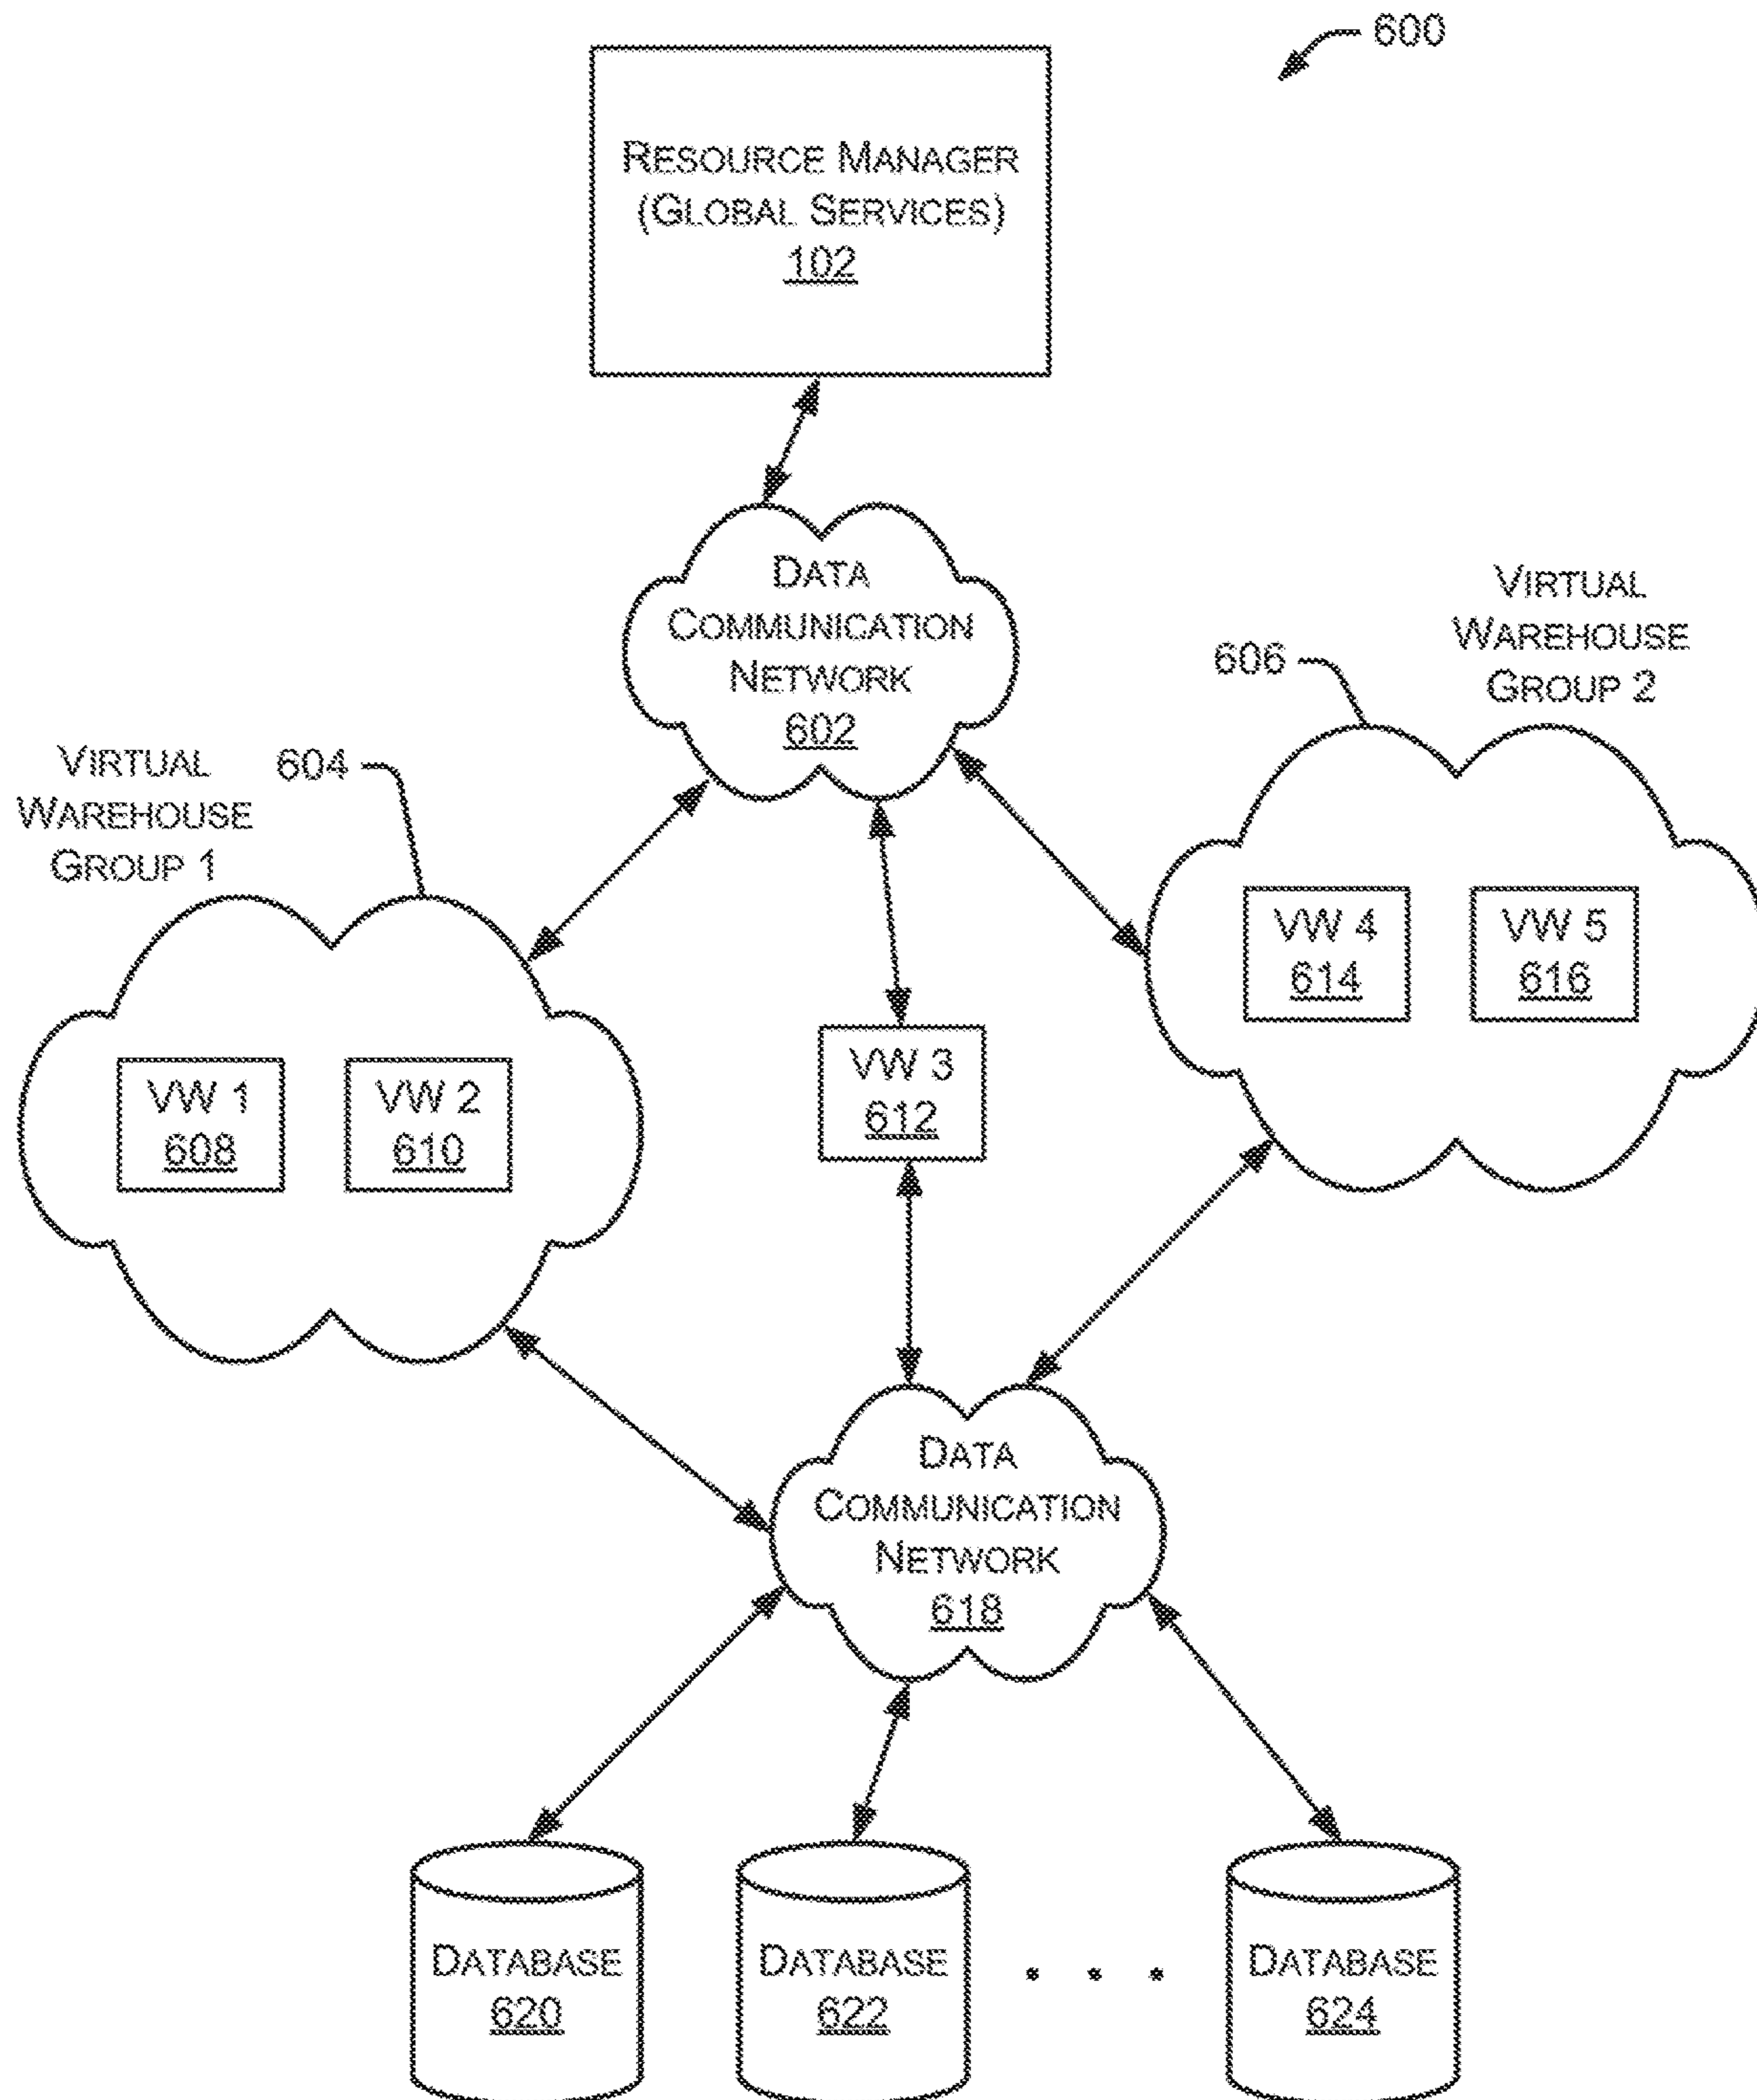 600
RESOURCE MANAGER
(GLOBAL SERVICES)
102
DATA
COMMUNICATION
NETWORK
602
VIRTUAL
WAREHOUSE
GROUP 2
606
VIRTUAL
WAREHOUSE
GROUP 1
604
VW 4
614
VW 5
616
VW 3
612
VW 1
608
VW 2
610
DATA
COMMUNICATION
NETWORK
618
DATABASE
620
DATABASE
622
. . .
DATABASE
624